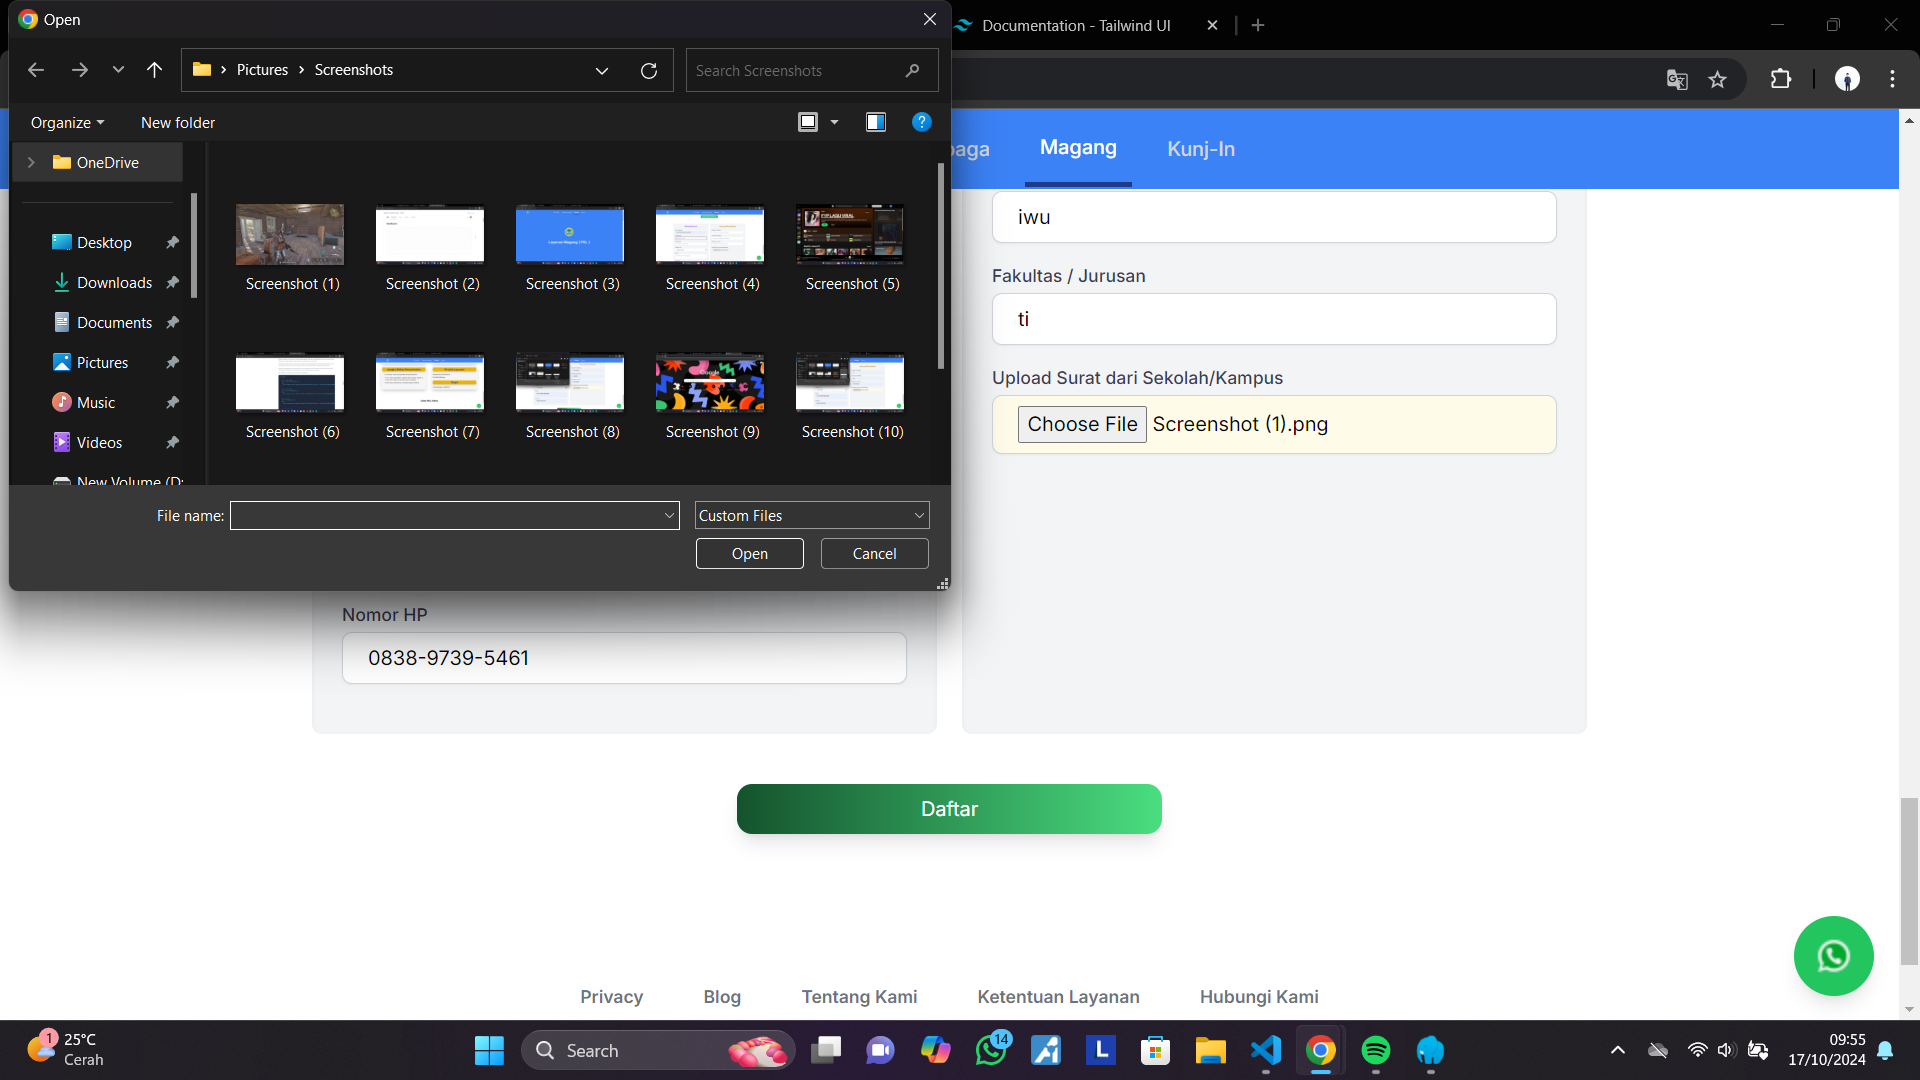 Open
Documentation - Tailwind UI
Pictures
Screenshots
Search Screenshots
Organize
New folder
OneDrive
Desktop
Downloads
Documents
Pictures
Music
Videos
New Volume (D:
Screenshot (1)
Screenshot (2)
Screenshot (3)
Screenshot (4)
Screenshot (5)
Screenshot (6)
Screenshot (7)
Screenshot (8)
Screenshot (9)
Screenshot (10)
File name:
Custom Files
Open
Cancel
baga
Magang
Kunj-In
iwu
Fakultas / Jurusan
ti
Upload Surat dari Sekolah/Kampus
Choose File Screenshot (1).png
Nomor HP
0838-9739-5461
Daftar
Privacy
Blog
Tentang Kami
Ketentuan Layanan
Hubungi Kami
1
25°C
Cerah
Search
14
L
09:55
17/10/2024